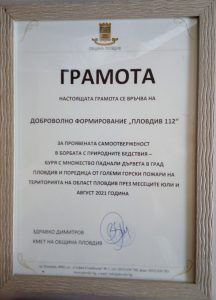 ОБЩИНА ПЛОВДИВ
ГРАМОТА
НАСТОЯЩАТА ГРАМОТА СЕ ВРЪЧВА НА
ДОБРОВОЛНО ФОРМИРОВАНИЕ „ПЛОВДИВ 112"
ЗА ПРОЯВЕНАТА САМООТВЕРЖЕНОСТ
В БОРБАТА С ПРИРОДНИТЕ БЕДСТВИЯ –
БУРЯ С МНОЖЕСТВО ПАДНАЛИ ДЪРВЕТА В ГРАД
ПЛОВДИВ И ПОРЕДИЦА ОТ ГОЛЕМИ ГОРСКИ ПОЖАРИ НА
ТЕРИТОРИЯТА НА ОБЛАСТ ПЛОВДИВ ПРЕЗ МЕСЕЦИТЕ ЮЛИ И
АВГУСТ 2021 ГОДИНА
ЗДРАВКО ДИМИТРОВ
КМЕТ НА ОБЩИНА ПЛОВДИВ